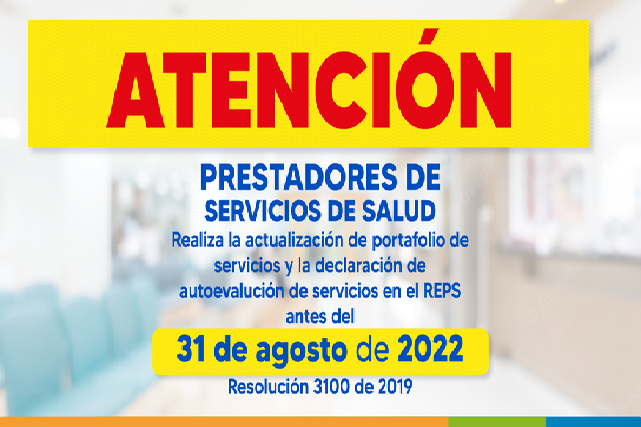 ATENCIÓN
PRESTADORES DE
SERVICIOS DE SALUD
Realiza la actualización de portafolio de
servicios y la declaración de
autoevalución de servicios en el REPS
antes del
31 de agosto de 2022
Resolución 3100 de 2019